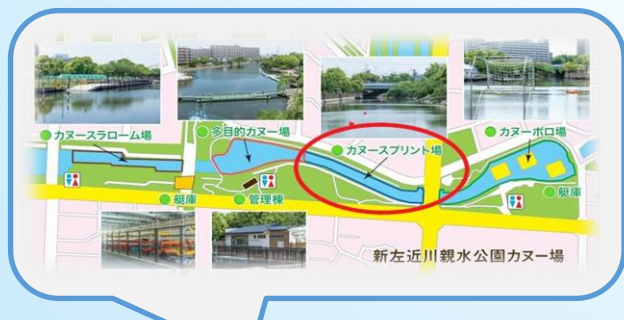 カヌースラローム場
多目的カヌー場
カヌースプリント場
カヌーポロ場
艇庫
管理棟
艇庫
新左近川親水公園カヌー場